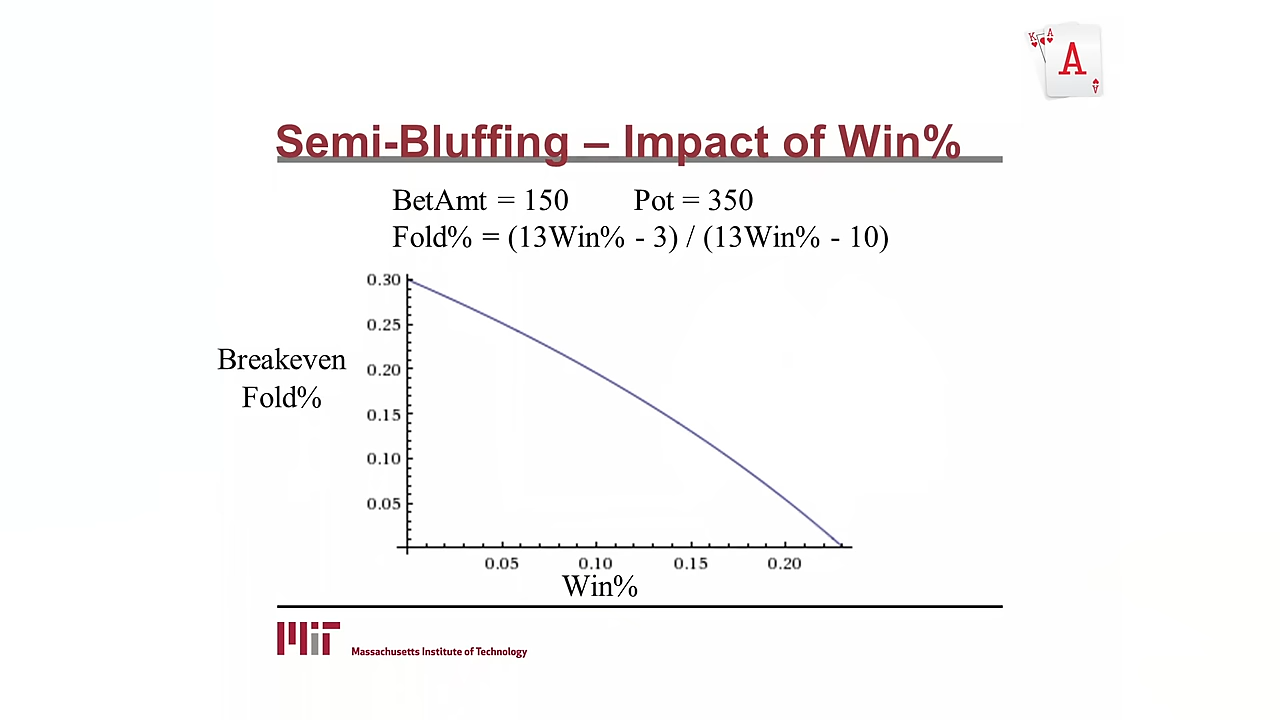 K A
A
A
Semi-Bluffing – Impact of Win%
BetAmt = 150 Pot = 350
Fold% = (13Win% - 3) / (13Win% - 10)
0.30
0.25
Breakeven
Fold%
0.20
0.15
0.10
0.05
0.05 0.10 0.15 0.20
Win%
MIT
Massachusetts Institute of Technology